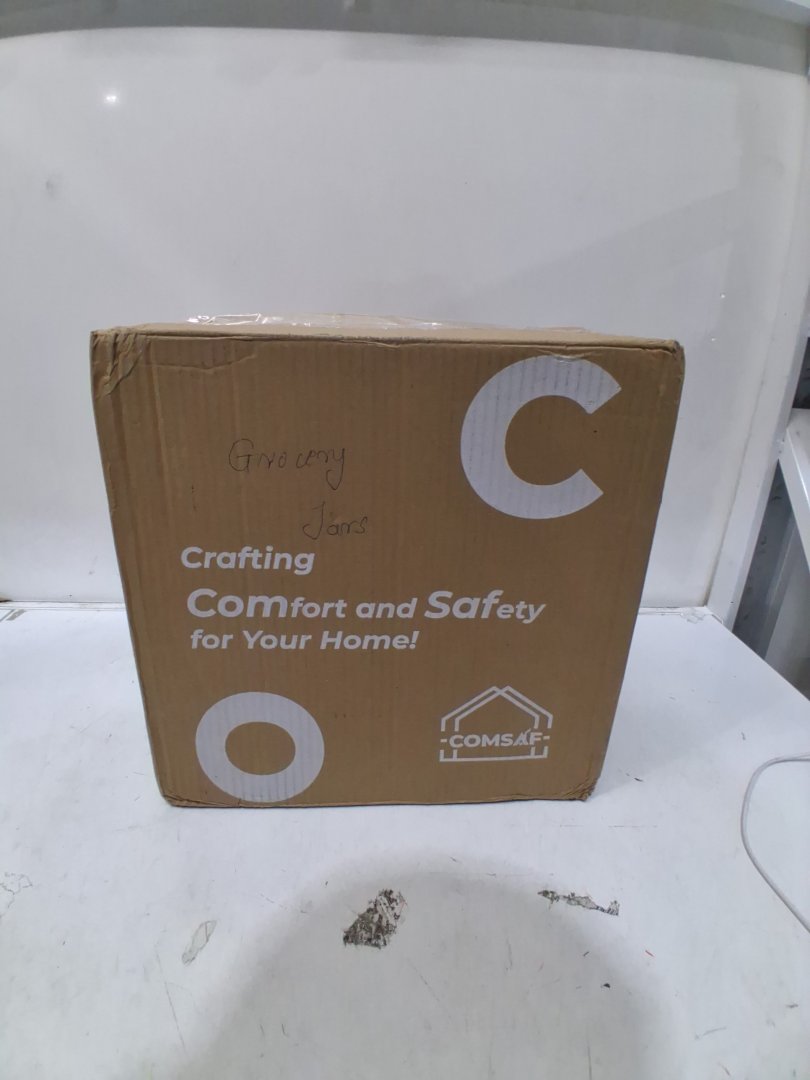 C
Grocery
Jars
Crafting
Comfort and Safety
for Your Home!
O
-COMSAF-